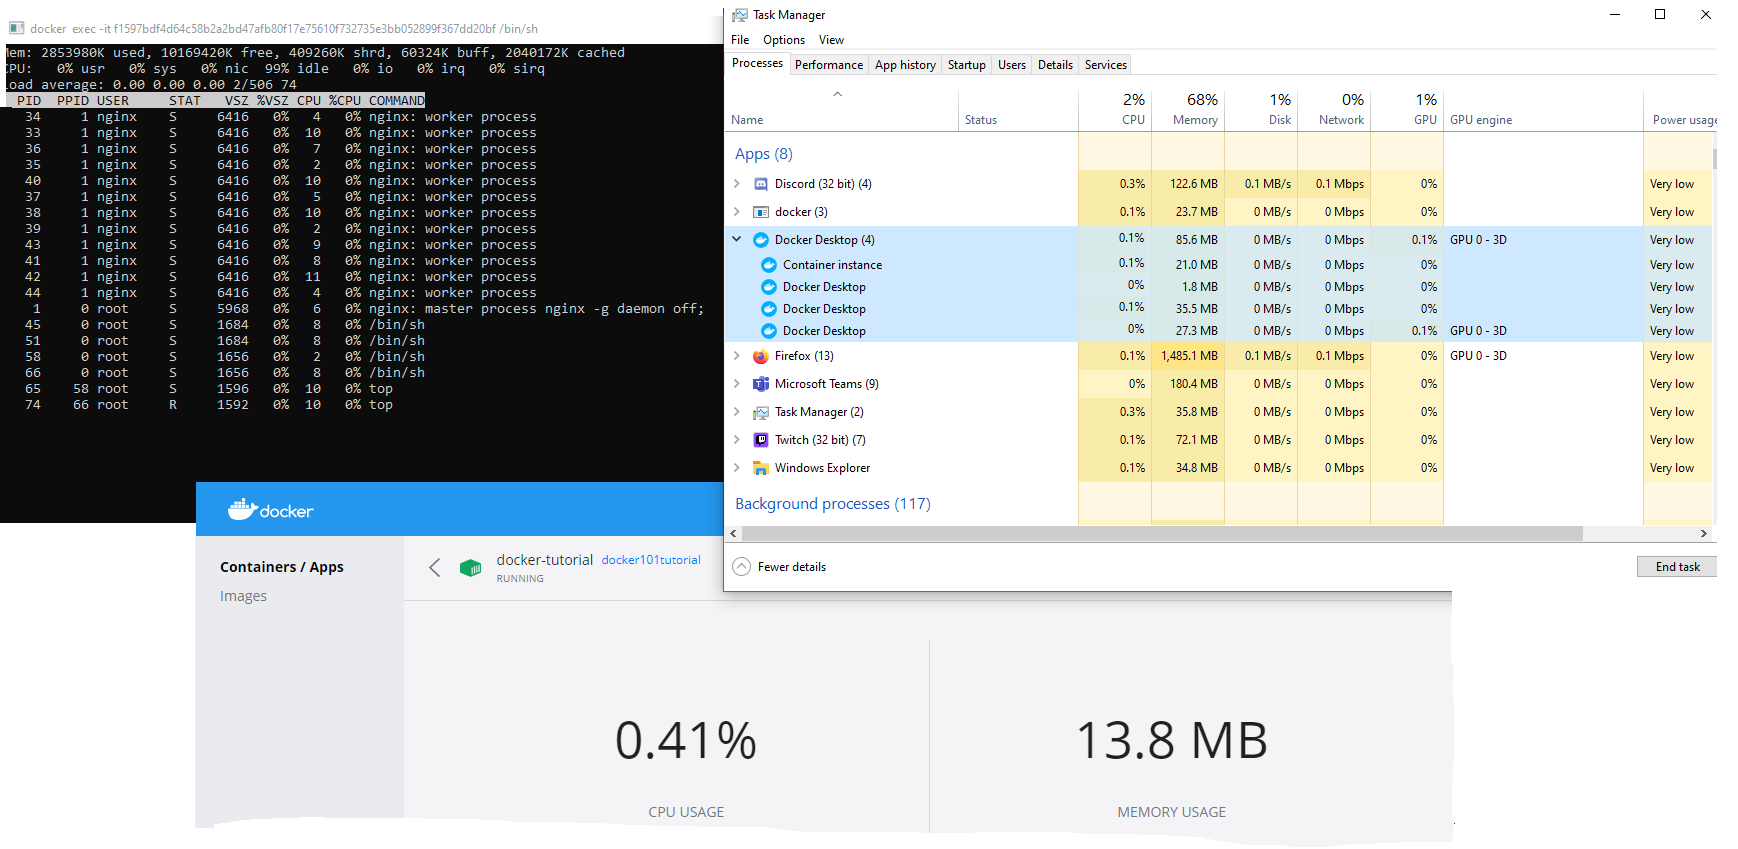 docker  exec -it f1597bdf4d64c58b2a2bd47afb80f17e75610f732735e3bb052899f367dd20bf /bin/sh
Mem: 2853980K used, 10169420K free, 409260K shrd, 60324K buff, 2040172K cached
CPU:   0% usr   0% sys   0% nic  99% idle   0% io   0% irq   0% sirq
Load average: 0.00 0.00 0.00 2/506 74
PID  PPID USER     STAT   VSZ %VSZ CPU %CPU COMMAND
34     1 nginx    S     6416   0%   4   0% nginx: worker process
33     1 nginx    S     6416   0%  10   0% nginx: worker process
36     1 nginx    S     6416   0%   7   0% nginx: worker process
35     1 nginx    S     6416   0%   2   0% nginx: worker process
40     1 nginx    S     6416   0%  10   0% nginx: worker process
37     1 nginx    S     6416   0%   5   0% nginx: worker process
38     1 nginx    S     6416   0%  10   0% nginx: worker process
39     1 nginx    S     6416   0%   2   0% nginx: worker process
43     1 nginx    S     6416   0%   9   0% nginx: worker process
41     1 nginx    S     6416   0%   8   0% nginx: worker process
42     1 nginx    S     6416   0%  11   0% nginx: worker process
44     1 nginx    S     6416   0%   4   0% nginx: worker process
1     0 root     S     5968   0%   6   0% nginx: master process nginx -g daemon off;
45     0 root     S     1684   0%   8   0% /bin/sh
51     0 root     S     1684   0%   8   0% /bin/sh
58     0 root     S     1656   0%   2   0% /bin/sh
66     0 root     S     1656   0%   8   0% /bin/sh
65    58 root     S     1596   0%  10   0% top
74    66 root     R     1592   0%  10   0% top
Task Manager
File Options View
Processes Performance App history Startup Users Details Services
2% 68% 1% 0% 1%
Name Status CPU Memory Disk Network GPU GPU engine Power usage
Apps (8)
Discord (32 bit) (4) 0.3% 122.6 MB 0.1 MB/s 0.1 Mbps 0% Very low
docker (3) 0.1% 23.7 MB 0 MB/s 0 Mbps 0% Very low
Docker Desktop (4) 0.1% 85.6 MB 0 MB/s 0 Mbps 0.1% GPU 0 - 3D Very low
Container instance 0.1% 21.0 MB 0 MB/s 0 Mbps 0% Very low
Docker Desktop 0% 1.8 MB 0 MB/s 0 Mbps 0% Very low
Docker Desktop 0.1% 35.5 MB 0 MB/s 0 Mbps 0% Very low
Docker Desktop 0% 27.3 MB 0 MB/s 0 Mbps 0.1% GPU 0 - 3D Very low
Firefox (13) 0.1% 1,485.1 MB 0.1 MB/s 0.1 Mbps 0% GPU 0 - 3D Very low
Microsoft Teams (9) 0% 180.4 MB 0 MB/s 0 Mbps 0% Very low
Task Manager (2) 0.3% 35.8 MB 0 MB/s 0 Mbps 0% Very low
Twitch (32 bit) (7) 0.1% 72.1 MB 0 MB/s 0 Mbps 0% Very low
Windows Explorer 0.1% 34.8 MB 0 MB/s 0 Mbps 0% Very low
Background processes (117)
Fewer details End task
docker
Containers / Apps
Images
docker-tutorial docker101tutorial
RUNNING
0.41% 13.8 MB
CPU USAGE MEMORY USAGE